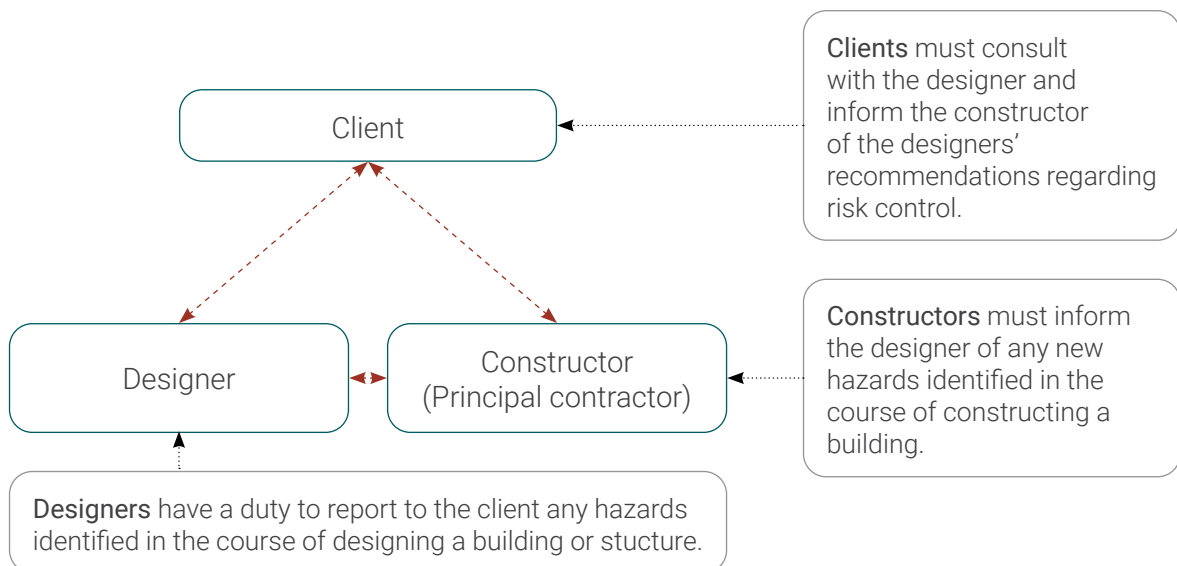 Clients must consult
with the designer and
inform the constructor
of the designers’
recommendations regarding
risk control.
Client
Constructors must inform
the designer of any new
hazards identified in the
course of constructing a
building.
Designer
Constructor
(Principal contractor)
Designers have a duty to report to the client any hazards
identified in the course of designing a building or stucture.